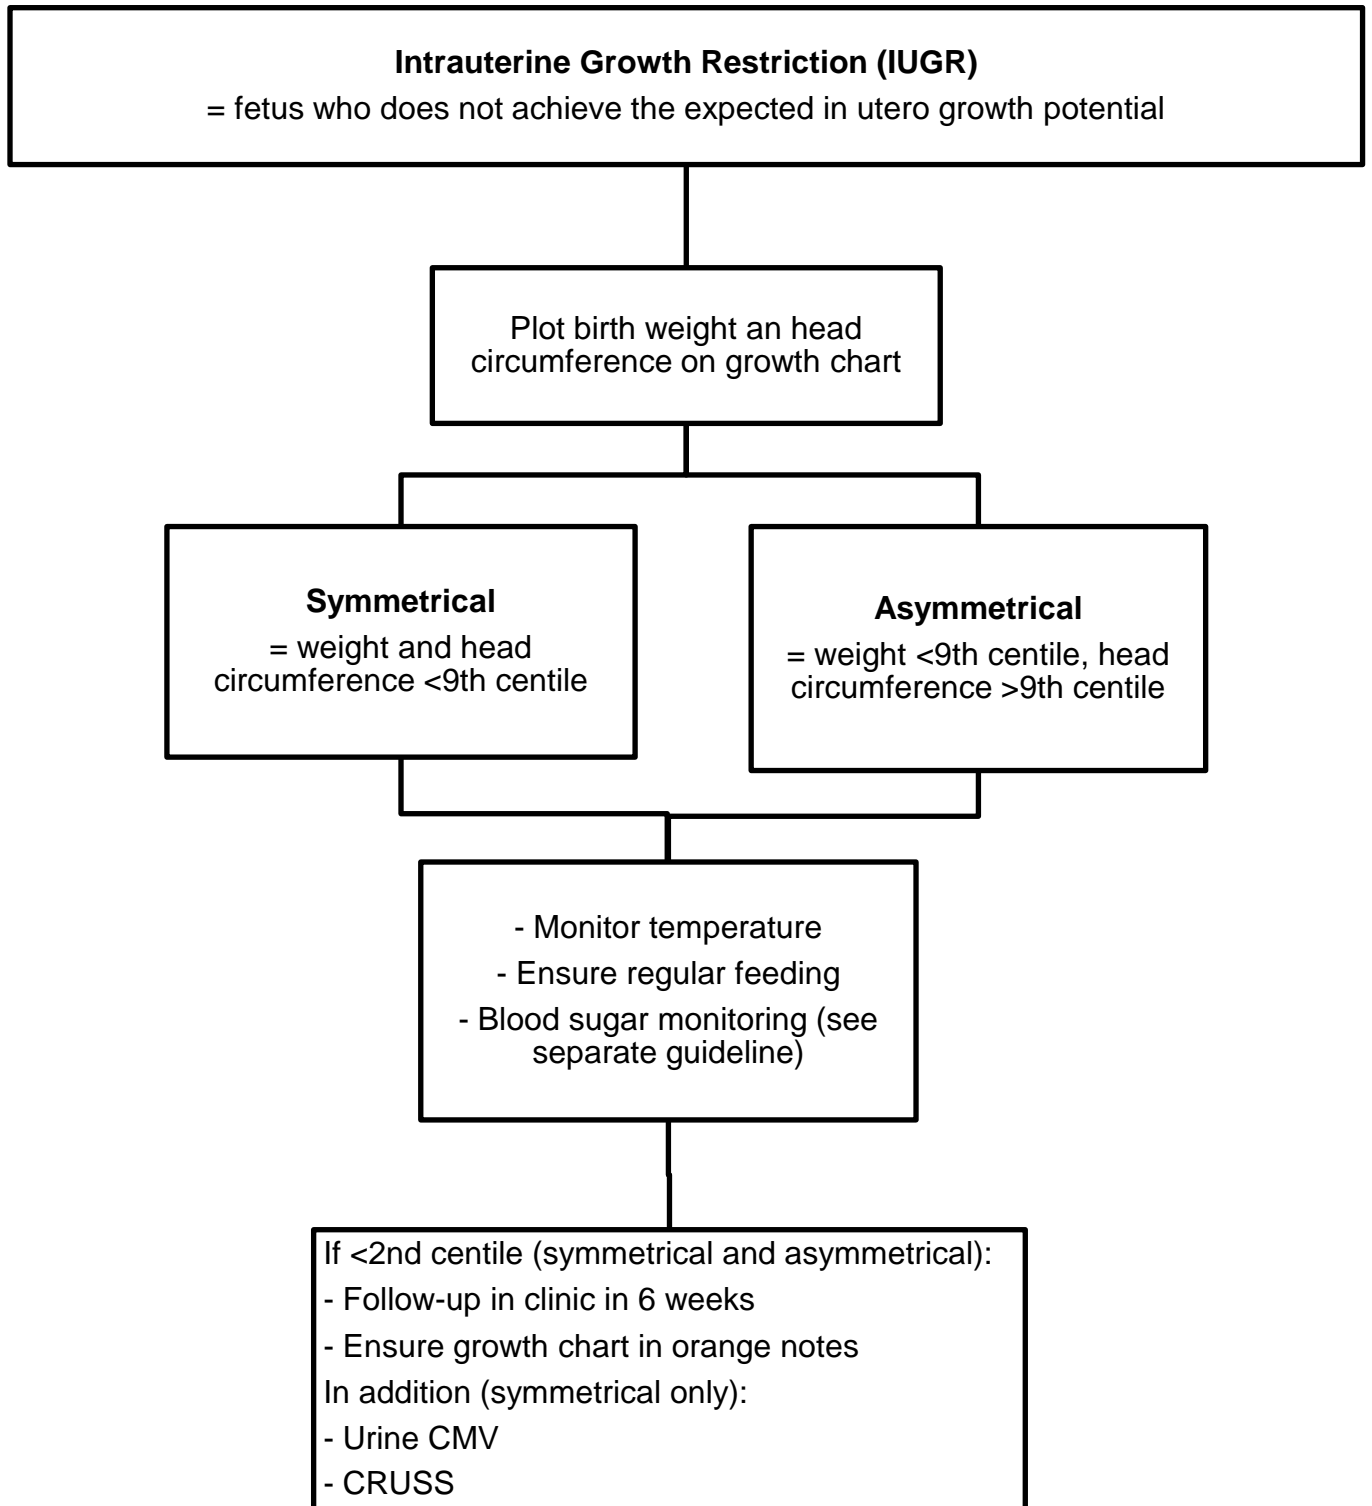 Intrauterine Growth Restriction (IUGR)
= fetus who does not achieve the expected in utero growth potential
Plot birth weight an head
circumference on growth chart
Symmetrical
= weight and head
circumference <9th centile
Asymmetrical
= weight <9th centile, head
circumference >9th centile
- Monitor temperature
- Ensure regular feeding
- Blood sugar monitoring (see
separate guideline)
If <2nd centile (symmetrical and asymmetrical):
- Follow-up in clinic in 6 weeks
- Ensure growth chart in orange notes
In addition (symmetrical only):
- Urine CMV
- CRUSS